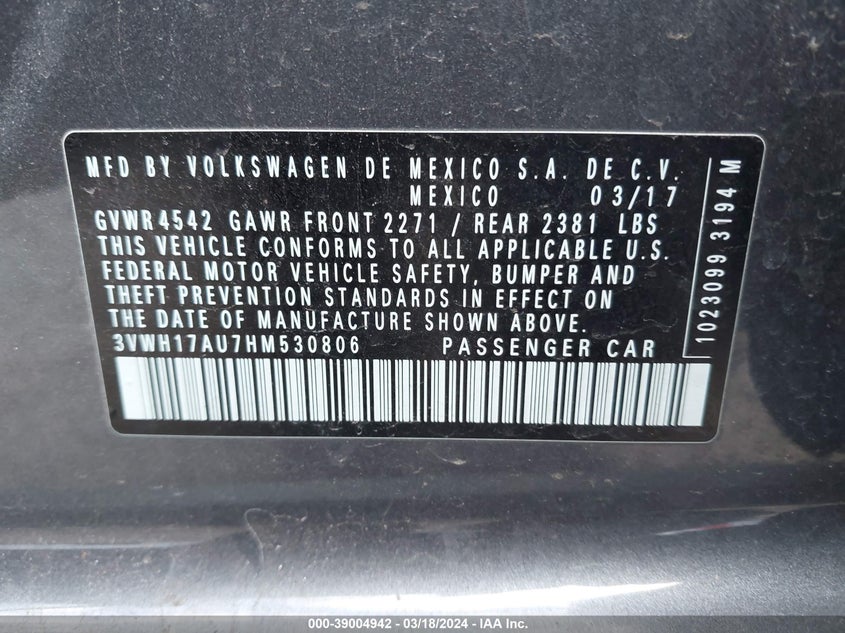 MFD BY VOLKSWAGEN DE MEXICO S.A. DE C.V.
MEXICO 03/17
GVWR4542 GAWR FRONT 2271 / REAR 2381 LBS
THIS VEHICLE CONFORMS TO ALL APPLICABLE U.S.
FEDERAL MOTOR VEHICLE SAFETY, BUMPER AND
THEFT PREVENTION STANDARDS IN EFFECT ON
THE DATE OF MANUFACTURE SHOWN ABOVE.
3VWH17AU7HM530806 PASSENGER CAR
1023099 3194 M
000-39004942 - 03/18/2024 - IAA Inc.